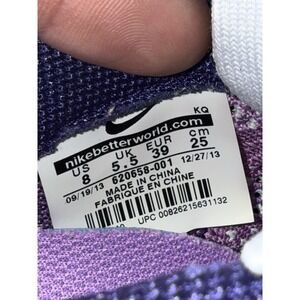 KQ
nikebetterworld.com
US UK EUR cm
8 5.5 39 25
09/19/13 620658-001 12/27/13
MADE IN CHINA
FABRIQUE EN CHINE
UPC 00826215631132